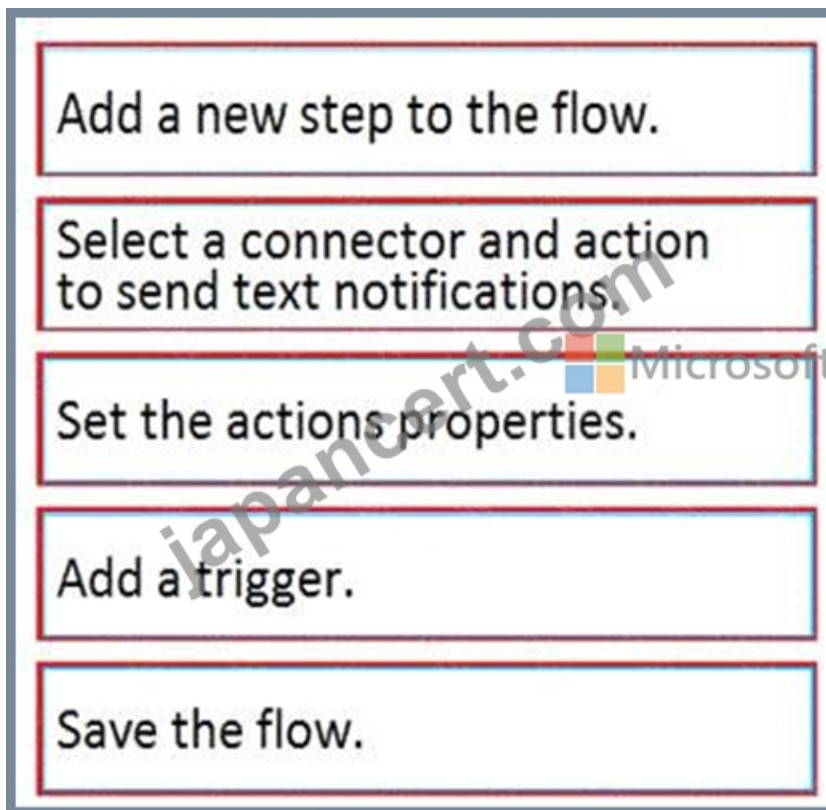 Add a new step to the flow.
Select a connector and action
to send text notifications.
Microsoft
Set the actions properties.
Add a trigger.
Save the flow.
japancert.com